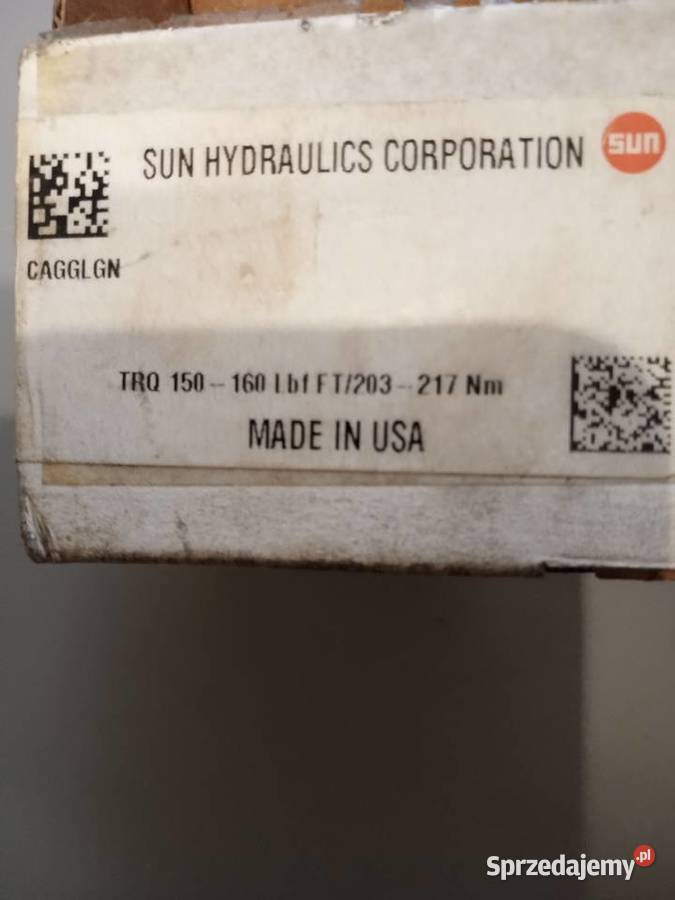 SUN HYDRAULICS CORPORATION
sun
CAGGLGN
TRQ 150-160 Lbf FT/203-217 Nm
MADE IN USA
Sprzedajemy.pl